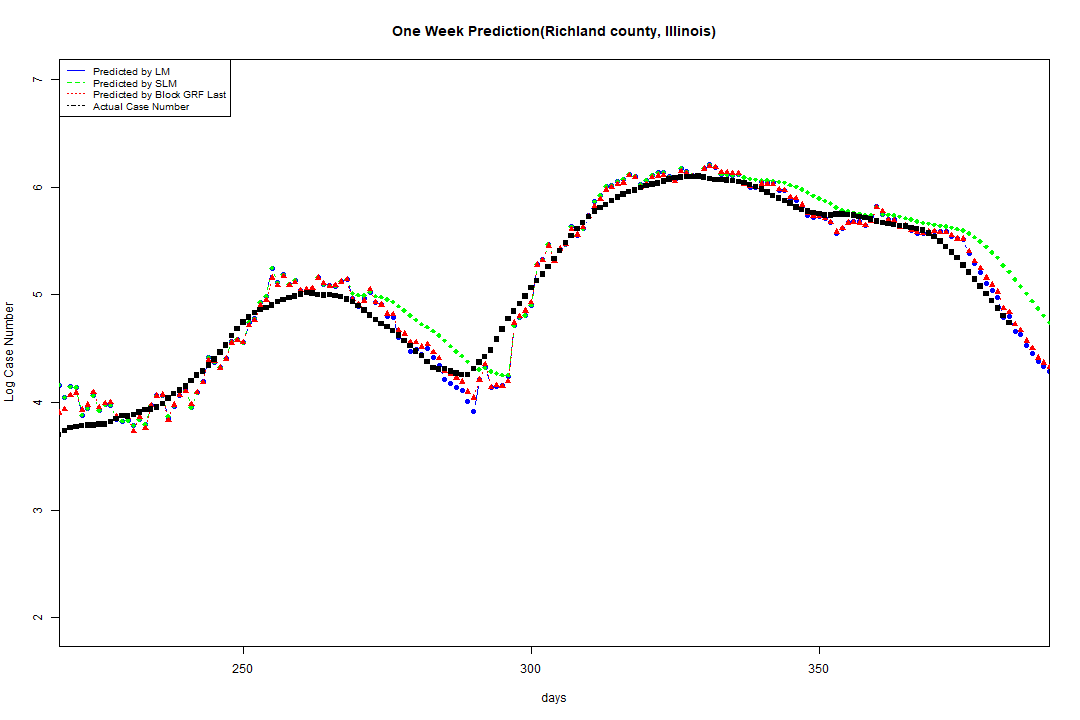 One Week Prediction(Richland county, Illinois)
Predicted by LM
Predicted by SLM
Predicted by Block GRF Last
Actual Case Number
7
6
5
4
3
2
Log Case Number
250 300 350
days